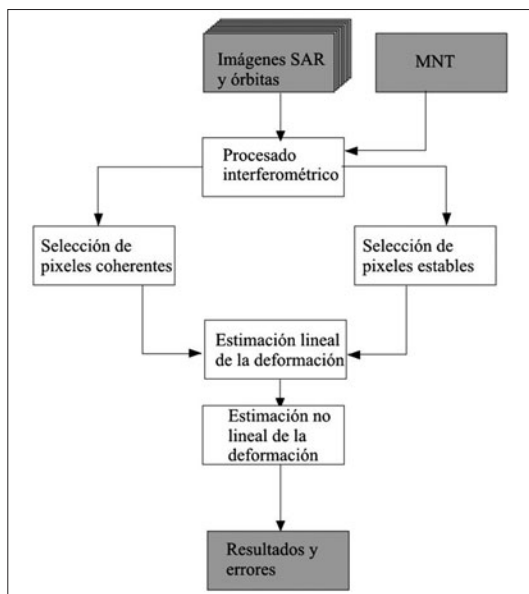 Imágenes SAR
y órbitas
MNT
Procesado
interferométrico
Selección de
pixeles coherentes
Selección de
pixeles estables
Estimación lineal
de la deformación
Estimación no
lineal de la
deformación
Resultados y
errores